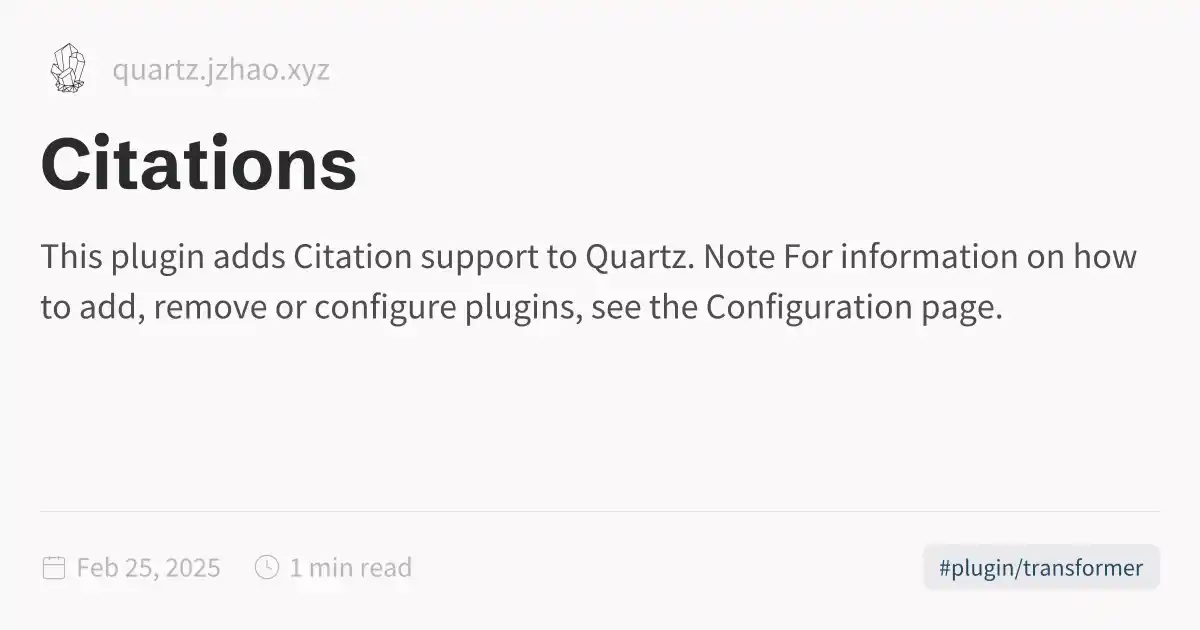 quartz.jzhao.xyz
Citations
This plugin adds Citation support to Quartz. Note For information on how
to add, remove or configure plugins, see the Configuration page.
Feb 25, 2025 1 min read #plugin/transformer